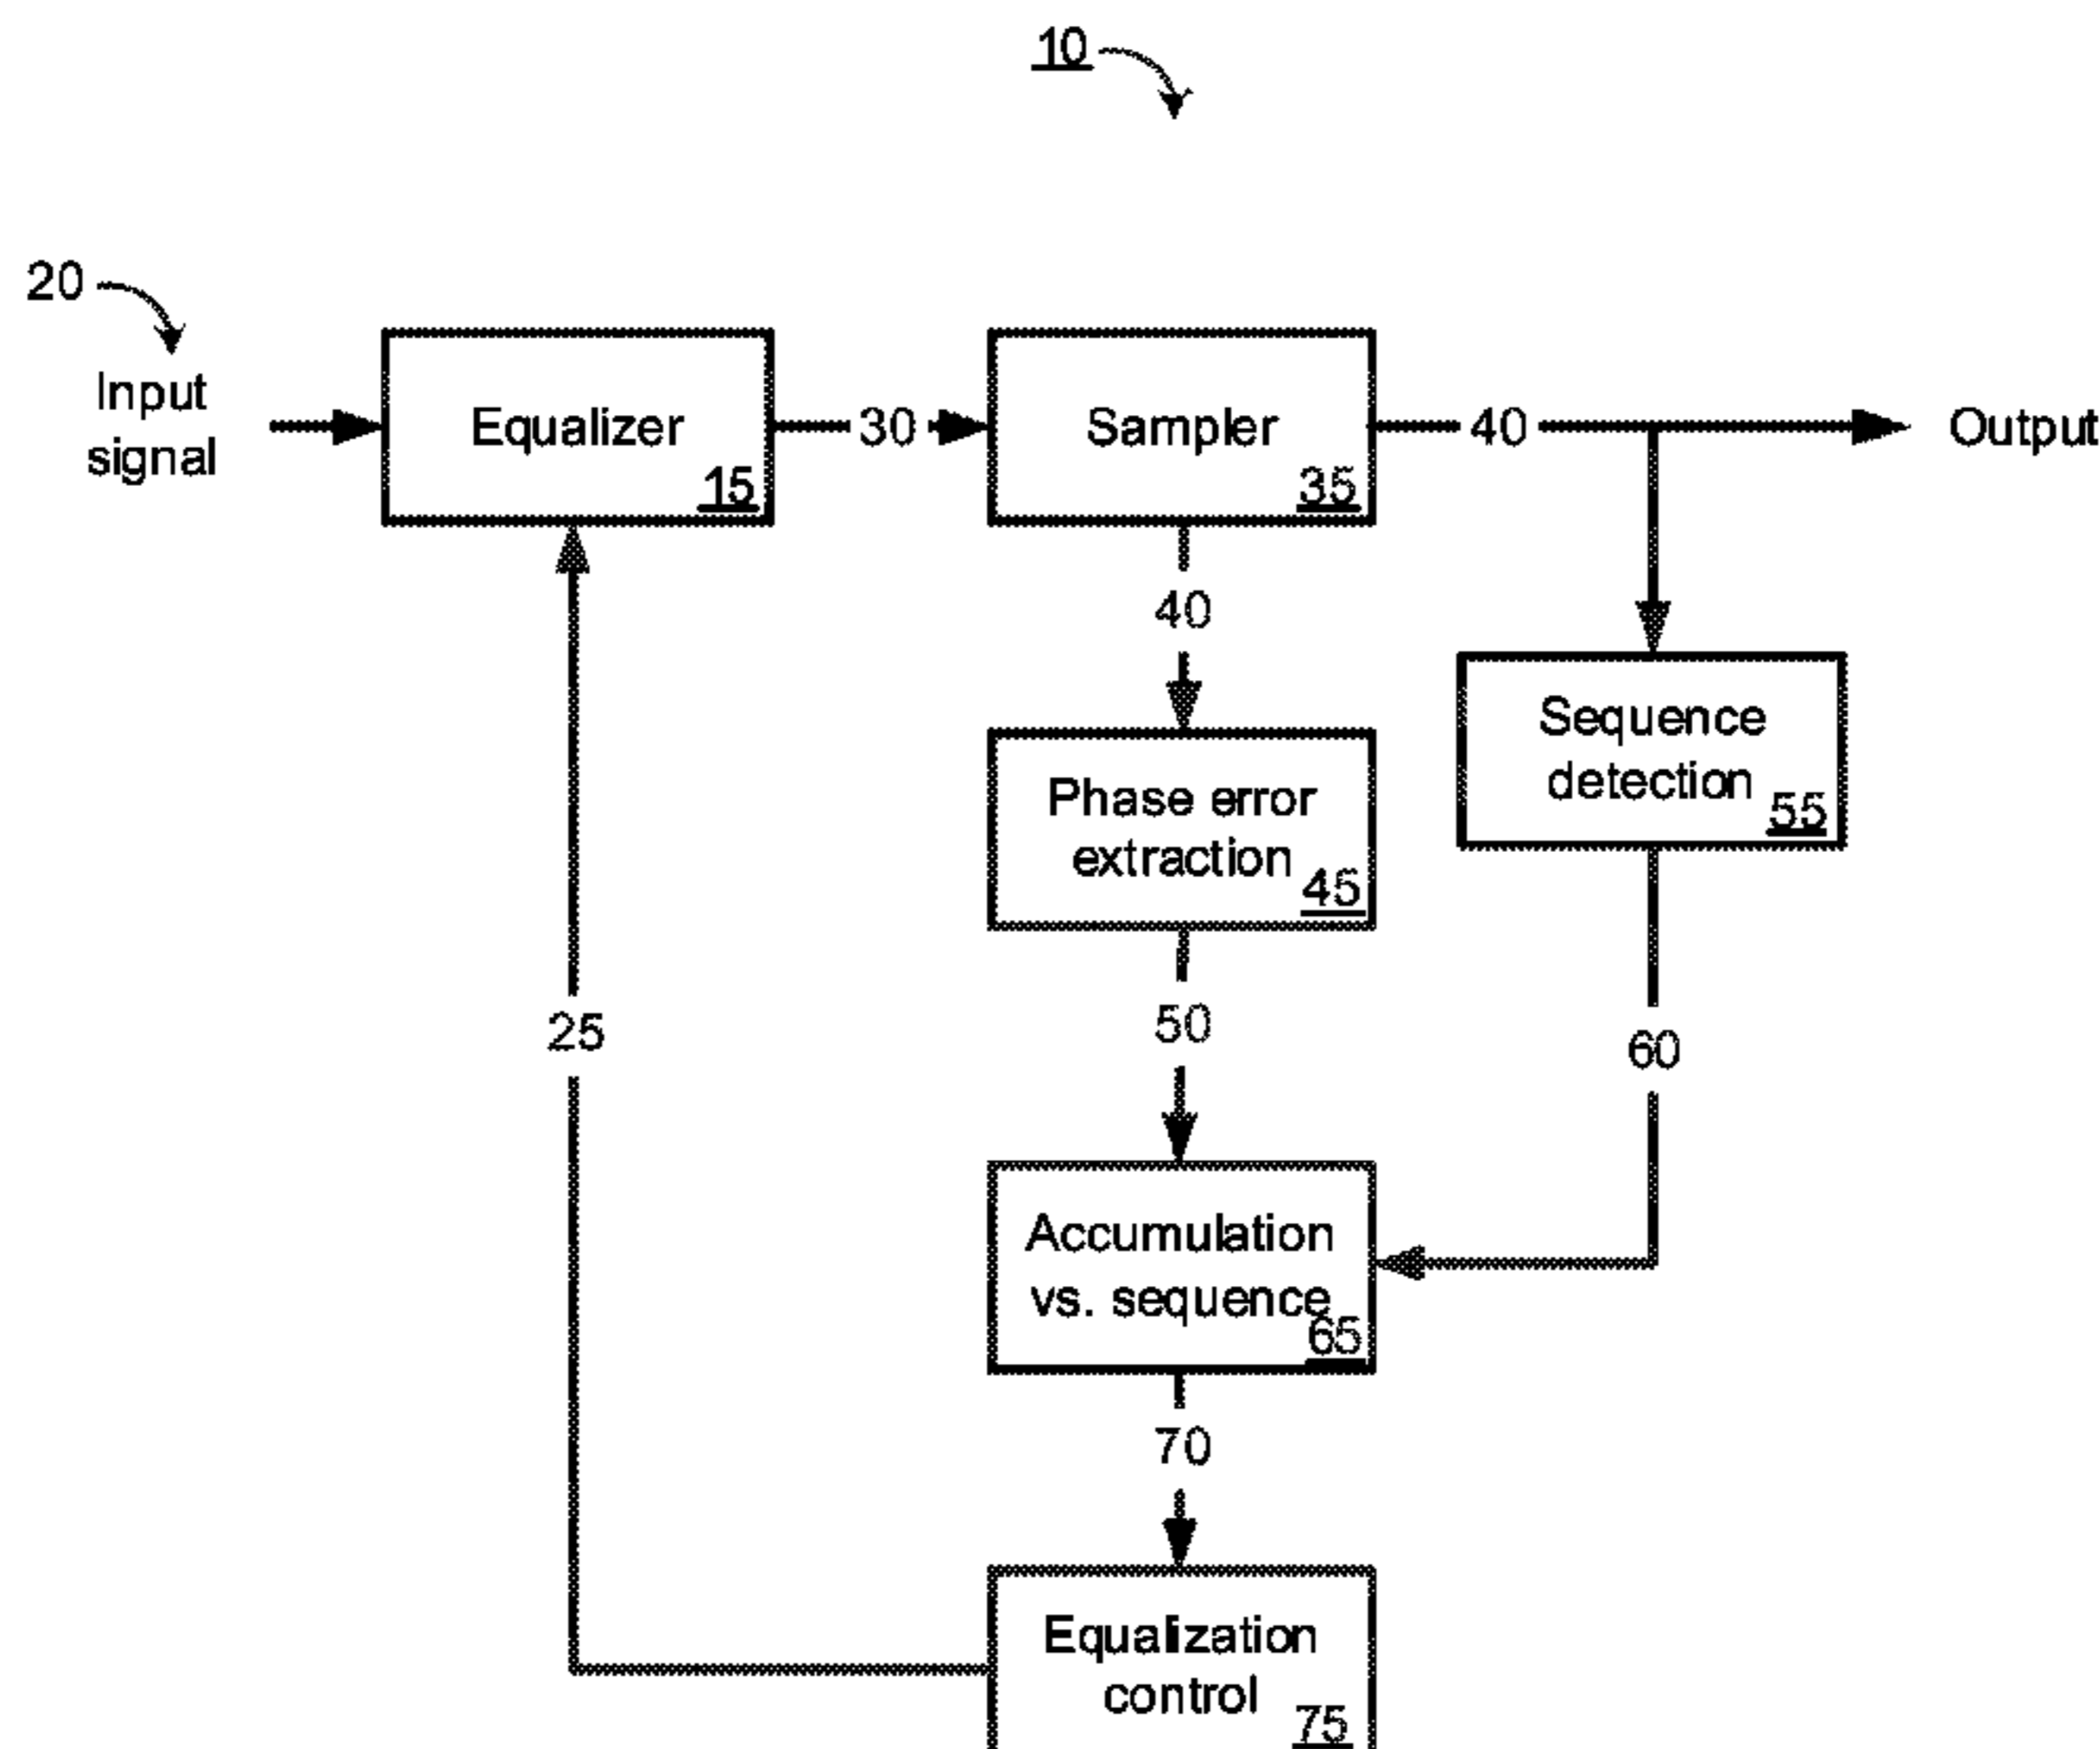 10
20
Input
signal
Equalizer
15
30
Sampler
35
40
Output
40
Sequence
detection
55
Phase error
extraction
45
25
50
60
Accumulation
vs. sequence
65
70
Equalization
control
75